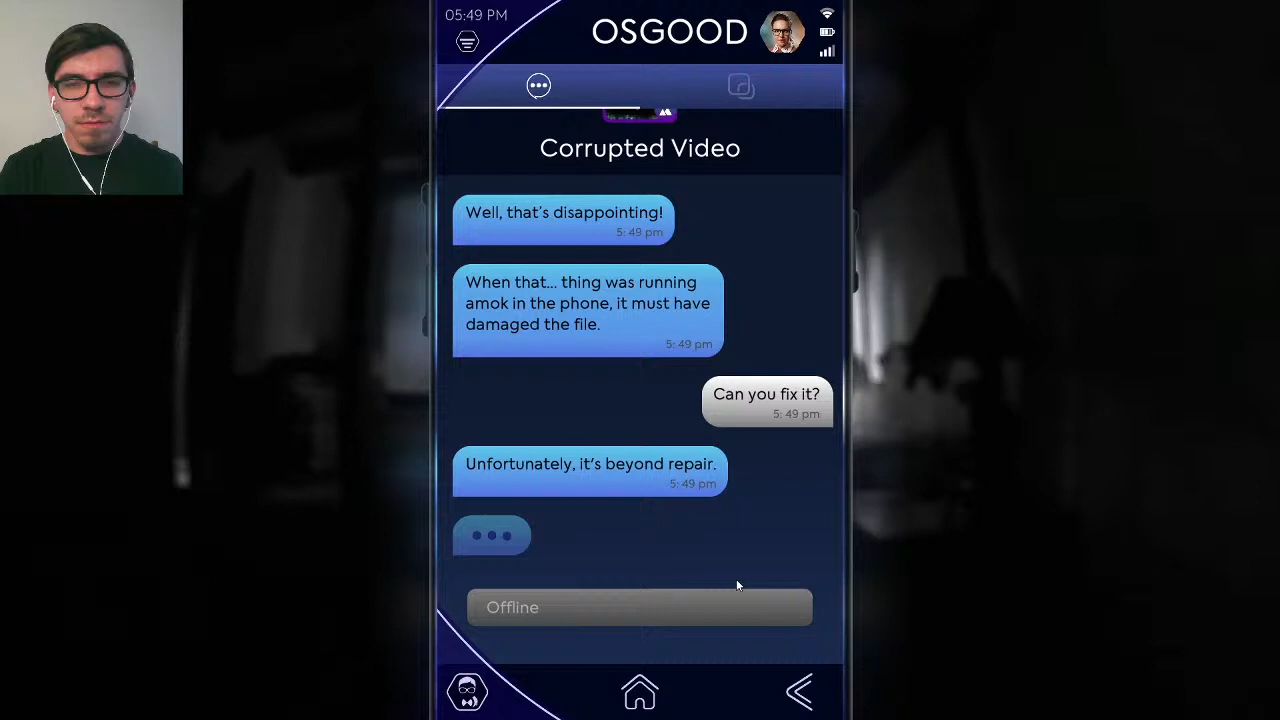 05:49 PM
OSGOOD
Corrupted Video
Well, that's disappointing!
5: 49 pm
When that... thing was running
amok in the phone, it must have
damaged the file.
5: 49 pm
Can you fix it?
5: 49 pm
Unfortunately, it's beyond repair.
5: 49 pm
Offline